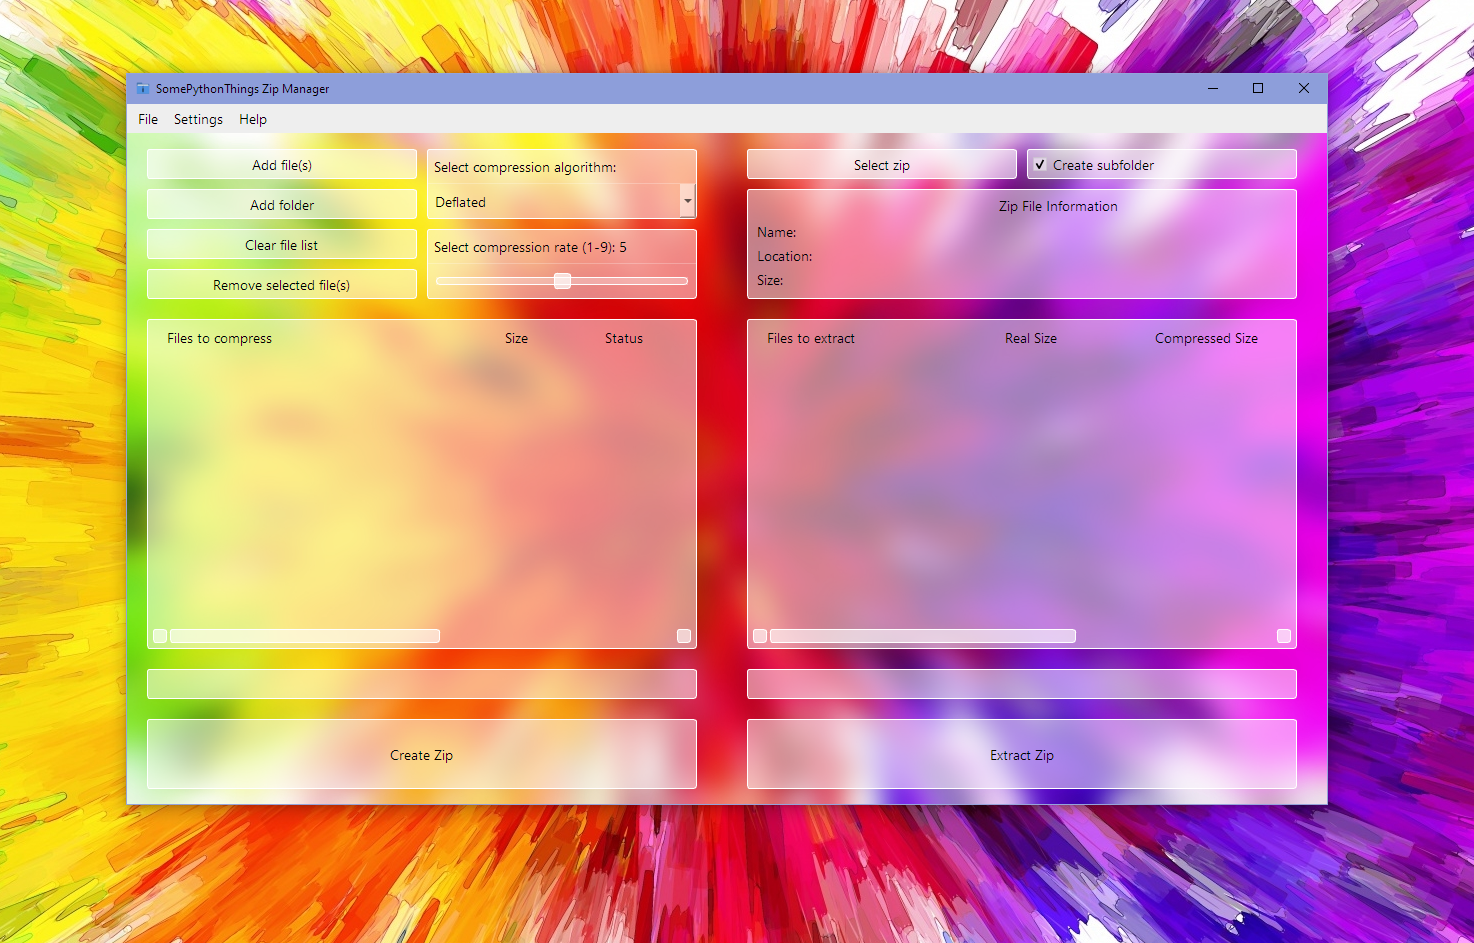 SomePythonThings Zip Manager
File Settings Help
Add file(s)
Add folder
Clear file list
Remove selected file(s)
Select compression algorithm:
Deflated
Select compression rate (1-9): 5
Files to compress Size Status
Create Zip
Select zip
Create subfolder
Zip File Information
Name:
Location:
Size:
Files to extract Real Size Compressed Size
Extract Zip